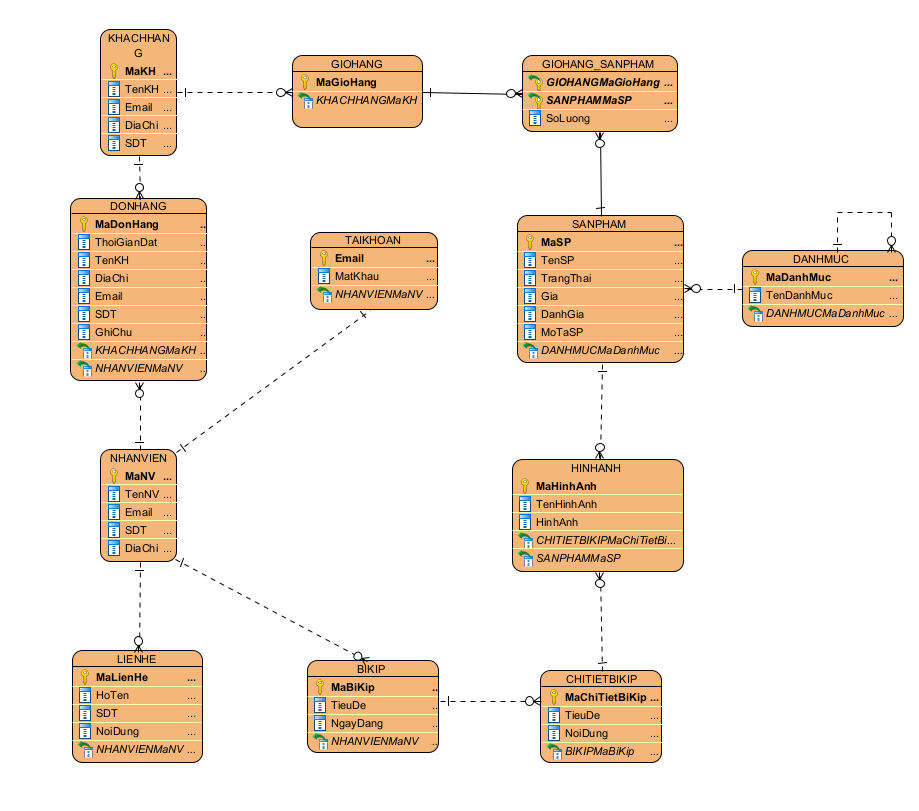 KHACHHAN
G
MaKH ...
TenKH ...
Email ...
DiaChi ...
SDT ...
GIOHANG
MaGioHang
KHACHHANGMaKH
GIOHANG_SANPHAM
GIOHANGMaGioHang ...
SANPHAMMaSP ...
SoLuong ...
DONHANG
MaDonHang ..
ThoiGianDat ..
TenKH ..
DiaChi ..
Email ..
SDT ..
GhiChu ..
KHACHHANGMaKH ..
NHANVIENMaNV ..
TAIKHOAN
Email ...
MatKhau ...
NHANVIENMaNV ...
SANPHAM
MaSP ...
TenSP ...
TrangThai ...
Gia ...
DanhGia ...
MoTaSP ...
DANHMUCMaDanhMuc ...
DANHMUC
MaDanhMuc ...
TenDanhMuc ...
DANHMUCMaDanhMuc ...
NHANVIEN
MaNV ...
TenNV ...
Email ...
SDT ...
DiaChi ...
HINHANH
MaHinhAnh
TenHinhAnh
HinhAnh
CHITIETBIKIPMaChiTietBi...
SANPHAMMaSP
LIENHE
MaLienHe ...
HoTen ...
SDT ...
NoiDung ...
NHANVIENMaNV ...
BIKIP
MaBiKip ..
TieuDe ..
NgayDang ..
NHANVIENMaNV ..
CHITIETBIKIP
MaChiTietBiKip ...
TieuDe ...
NoiDung ...
BIKIPMaBiKip ...